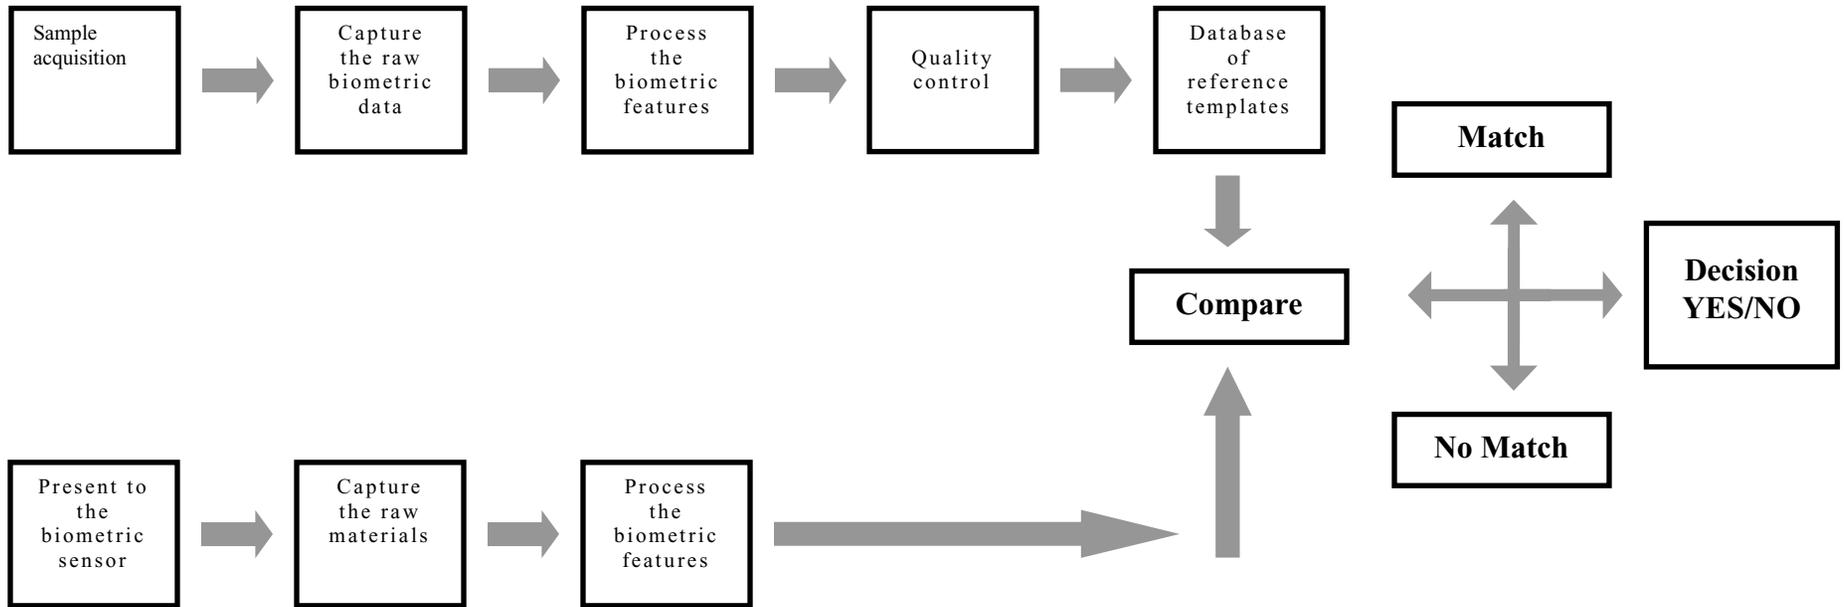 Sample
acquisition
Capture
the raw
biometric
data
Process
the
biometric
features
Quality
control
Database
of
reference
templates
Match
Compare
Decision
YES/NO
No Match
Present to
the
biometric
sensor
Capture
the raw
materials
Process
the
biometric
features